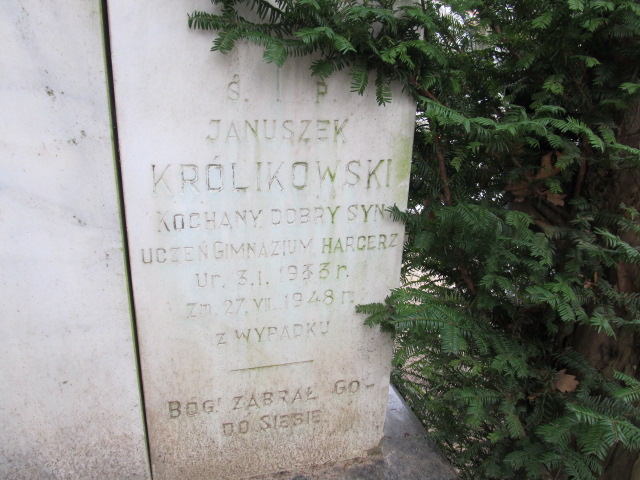 Ś. † P.
JANUSZEK
KRÓLIKOWSKI
KOCHANY DOBRY SYN
UCZEŃ GIMNAZJUM HARCERZ
Ur. 3.I. 1933 r.
Zm. 27.VII. 1948 r.
Z WYPADKU
BÓG ZABRAŁ GO-
DO SIEBIE